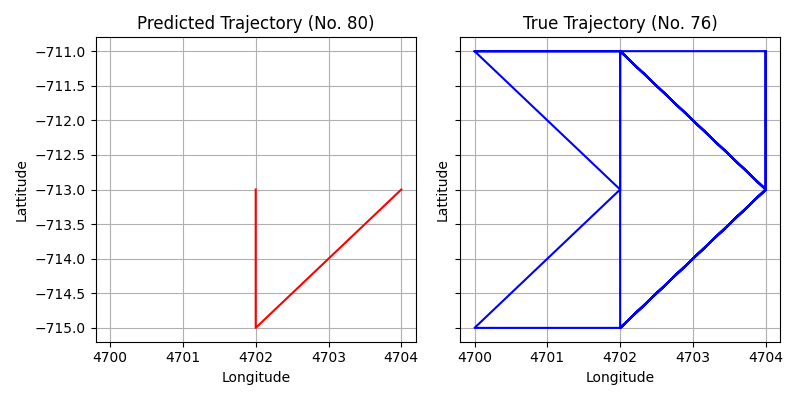 Predicted Trajectory (No. 80)
True Trajectory (No. 76)
−711.0
−711.5
−712.0
−712.5
−713.0
−713.5
−714.0
−714.5
−715.0
Lattitude
Lattitude
4700 4701 4702 4703 4704
4700 4701 4702 4703 4704
Longitude
Longitude